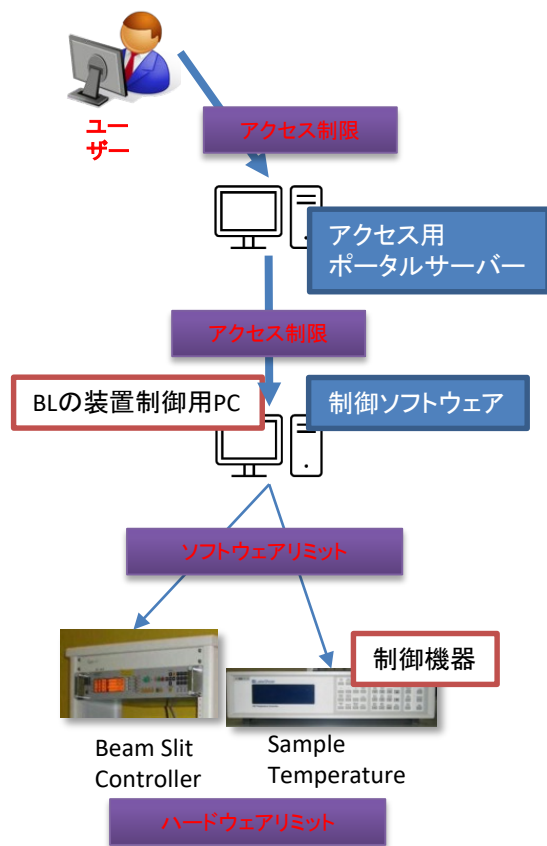 ユー
ザー
アクセス制限
アクセス用
ポータルサーバー
アクセス制限
BLの装置制御用PC
制御ソフトウェア
ソフトウェアリミット
制御機器
Beam Slit
Controller
Sample
Temperature
ハードウェアリミット